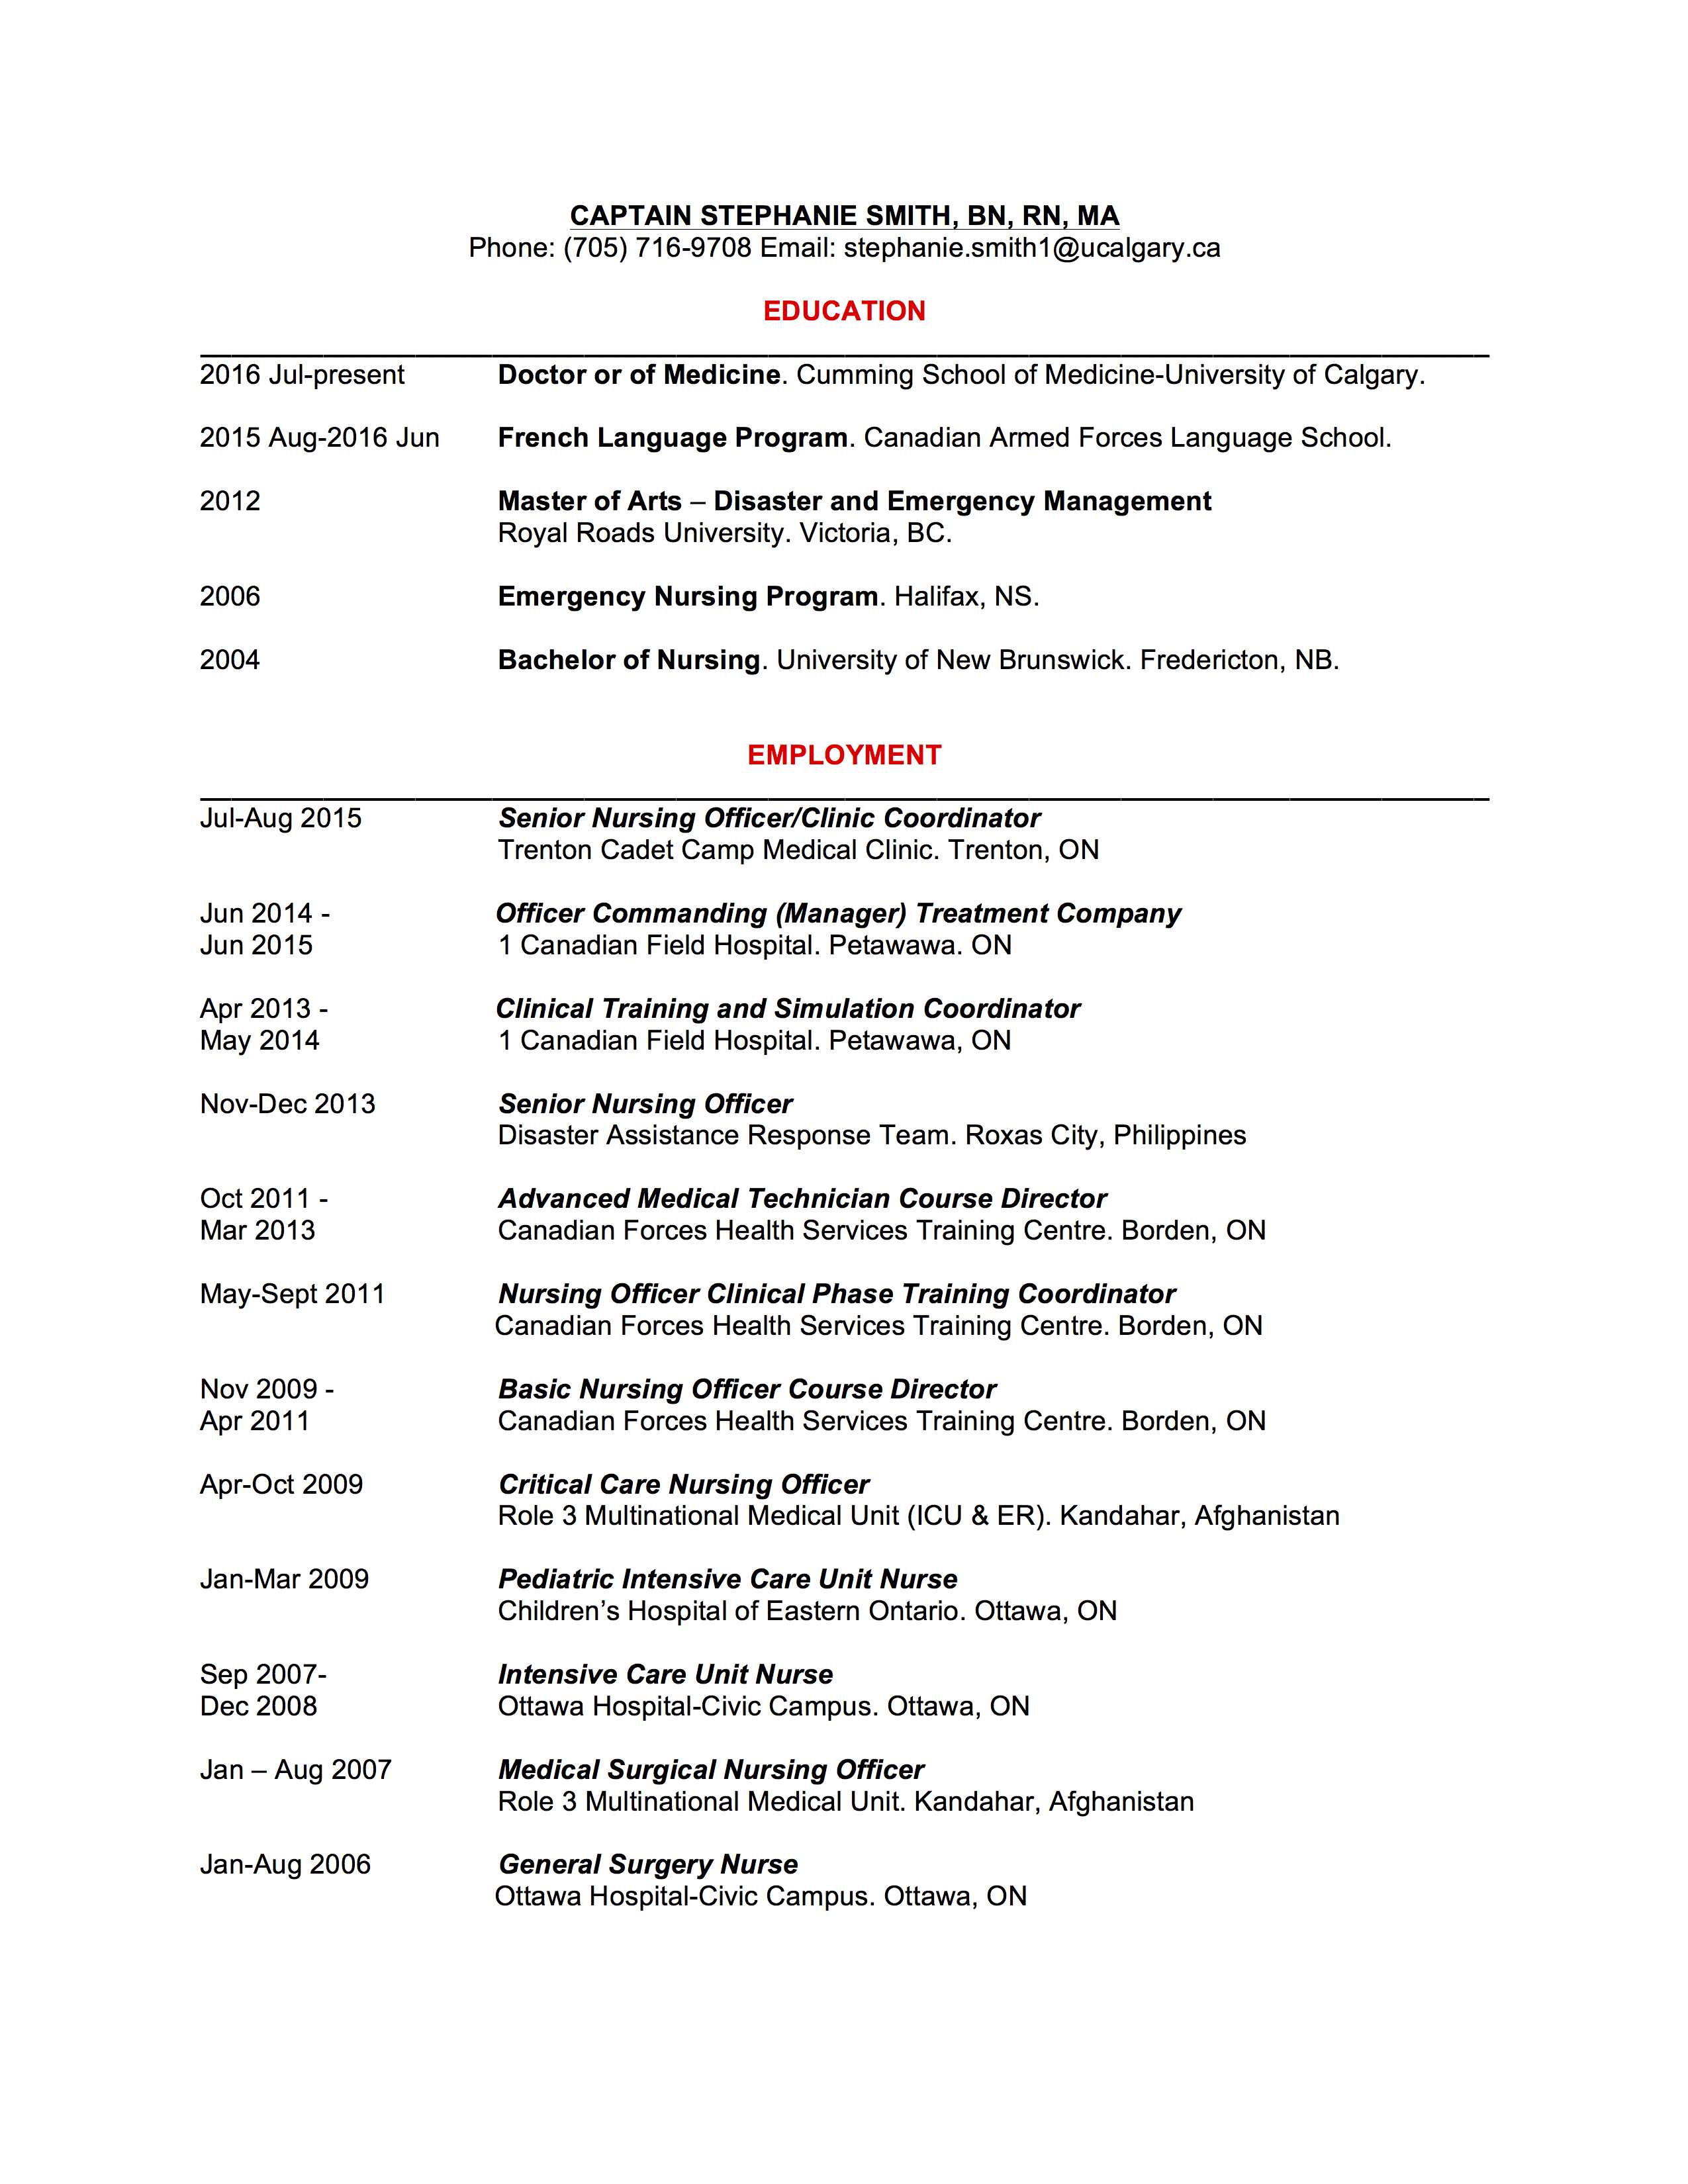 CAPTAIN STEPHANIE SMITH, BN, RN, MA
Phone: (705) 716-9708 Email: stephanie.smith1@ucalgary.ca
EDUCATION
2016 Jul-present Doctor or of Medicine. Cumming School of Medicine-University of Calgary.
2015 Aug-2016 Jun French Language Program. Canadian Armed Forces Language School.
2012 Master of Arts – Disaster and Emergency Management
Royal Roads University. Victoria, BC.
2006 Emergency Nursing Program. Halifax, NS.
2004 Bachelor of Nursing. University of New Brunswick. Fredericton, NB.
EMPLOYMENT
Jul-Aug 2015 Senior Nursing Officer/Clinic Coordinator
Trenton Cadet Camp Medical Clinic. Trenton, ON
Jun 2014 - Officer Commanding (Manager) Treatment Company
Jun 2015 1 Canadian Field Hospital. Petawawa. ON
Apr 2013 - Clinical Training and Simulation Coordinator
May 2014 1 Canadian Field Hospital. Petawawa, ON
Nov-Dec 2013 Senior Nursing Officer
Disaster Assistance Response Team. Roxas City, Philippines
Oct 2011 - Advanced Medical Technician Course Director
Mar 2013 Canadian Forces Health Services Training Centre. Borden, ON
May-Sept 2011 Nursing Officer Clinical Phase Training Coordinator
Canadian Forces Health Services Training Centre. Borden, ON
Nov 2009 - Basic Nursing Officer Course Director
Apr 2011 Canadian Forces Health Services Training Centre. Borden, ON
Apr-Oct 2009 Critical Care Nursing Officer
Role 3 Multinational Medical Unit (ICU & ER). Kandahar, Afghanistan
Jan-Mar 2009 Pediatric Intensive Care Unit Nurse
Children’s Hospital of Eastern Ontario. Ottawa, ON
Sep 2007- Intensive Care Unit Nurse
Dec 2008 Ottawa Hospital-Civic Campus. Ottawa, ON
Jan – Aug 2007 Medical Surgical Nursing Officer
Role 3 Multinational Medical Unit. Kandahar, Afghanistan
Jan-Aug 2006 General Surgery Nurse
Ottawa Hospital-Civic Campus. Ottawa, ON